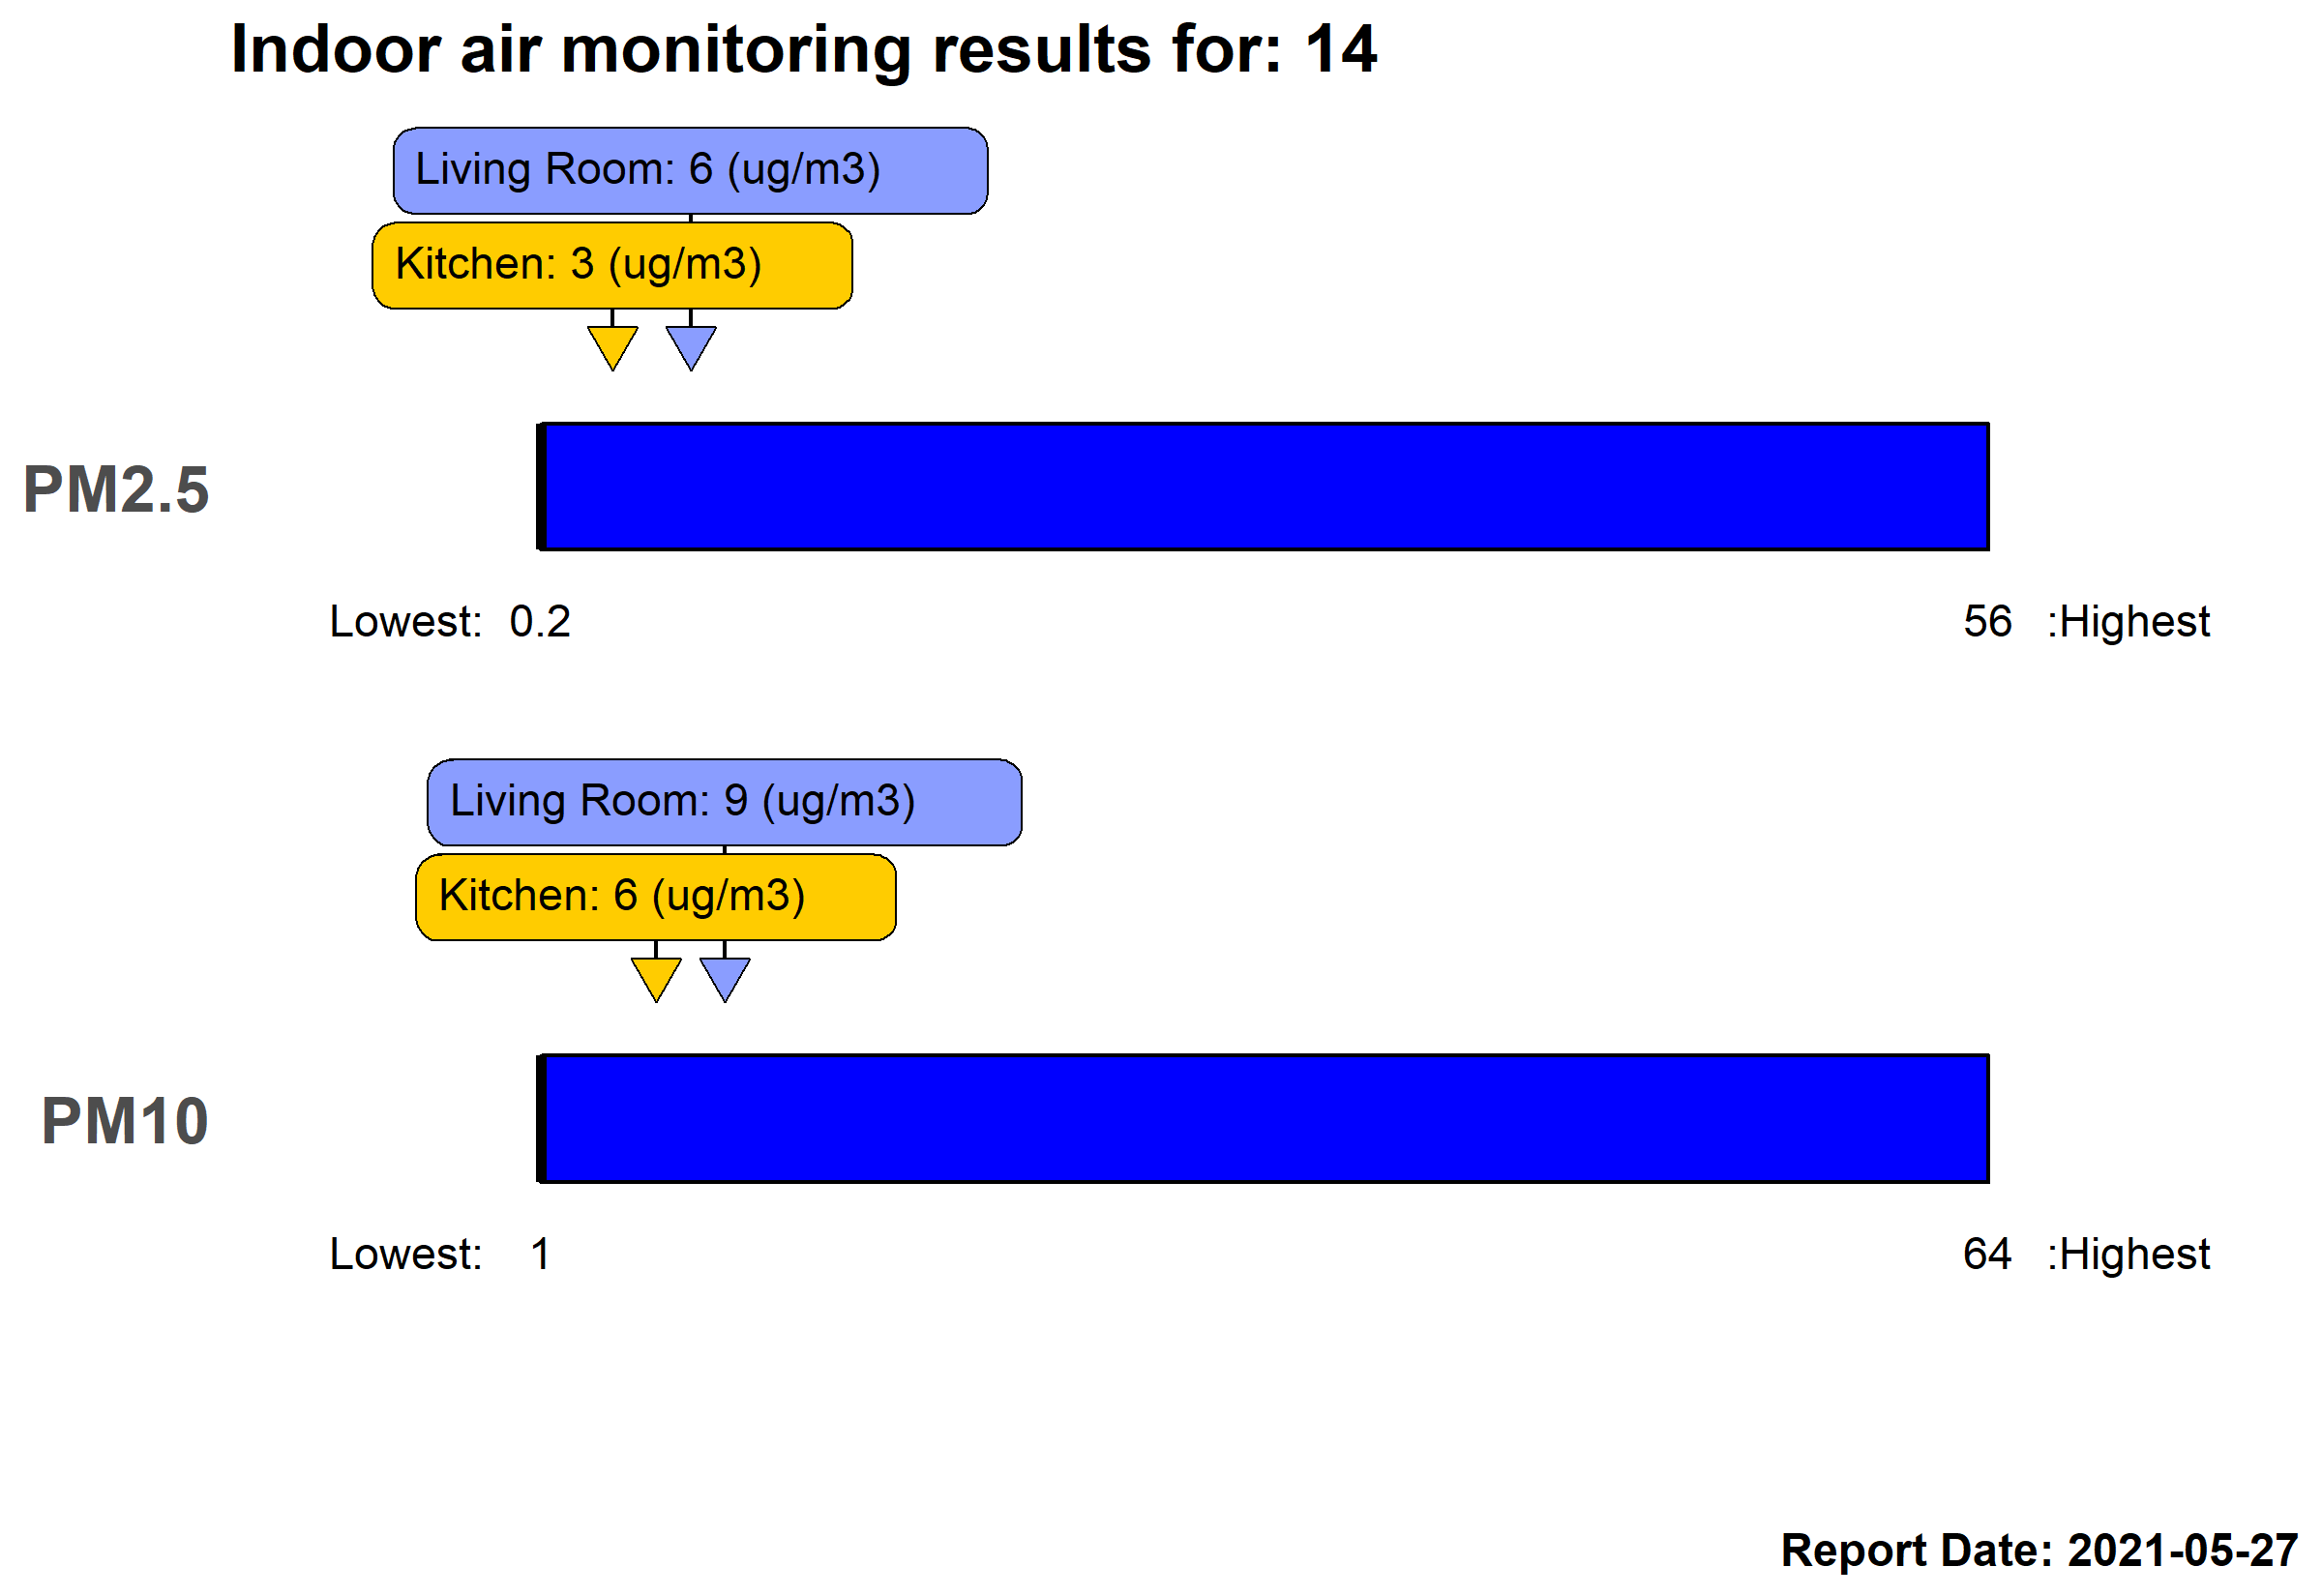 Indoor air monitoring results for: 14
Living Room: 6 (ug/m3)
Kitchen: 3 (ug/m3)
PM2.5
Lowest: 0.2 56 :Highest
Living Room: 9 (ug/m3)
Kitchen: 6 (ug/m3)
PM10
Lowest: 1 64 :Highest
Report Date: 2021-05-27